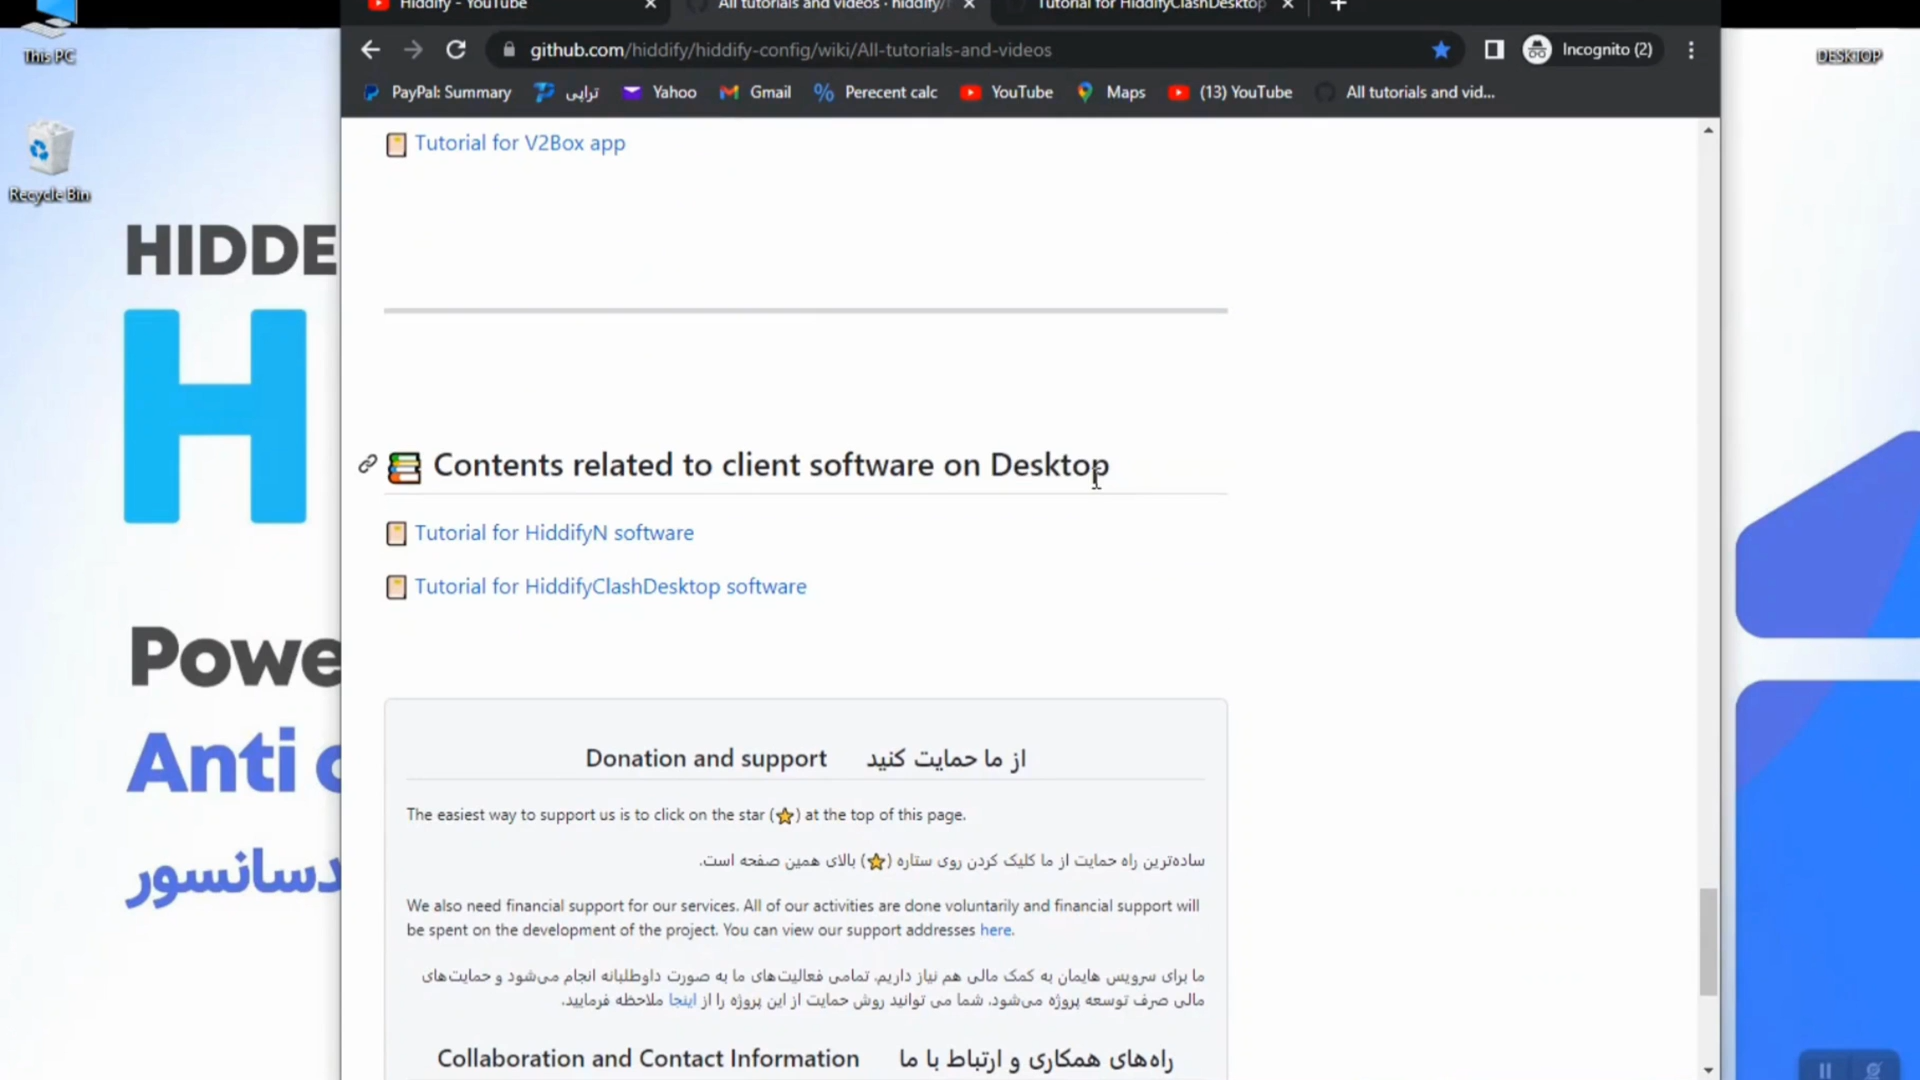 This PC
Recycle Bin
DESKTOP
Hiddify - YouTube
All tutorials and videos · hiddify/
Tutorial for HiddifyClashDesktop
github.com/hiddify/hiddify-config/wiki/All-tutorials-and-videos
Incognito (2)
PayPal: Summary
تراپی
Yahoo
Gmail
Perecent calc
YouTube
Maps
(13) YouTube
All tutorials and vid...
HIDDE
H
Powe
Anti
دسانسور
Tutorial for V2Box app
Contents related to client software on Desktop
Tutorial for HiddifyN software
Tutorial for HiddifyClashDesktop software
Donation and support از ما حمایت کنید
The easiest way to support us is to click on the star (⭐) at the top of this page.
ساده‌ترین راه حمایت از ما کلیک کردن روی ستاره (⭐) بالای همین صفحه است.
We also need financial support for our services. All of our activities are done voluntarily and financial support will
be spent on the development of the project. You can view our support addresses here.
ما برای سرویس هایمان به کمک مالی هم نیاز داریم. تمامی فعالیت‌های ما به صورت داوطلبانه انجام می‌شود و حمایت‌های
مالی صرف توسعه پروژه می‌شود. شما می توانید روش حمایت از این پروژه را از اینجا ملاحظه فرمایید.
Collaboration and Contact Information راه‌های همکاری و ارتباط با ما